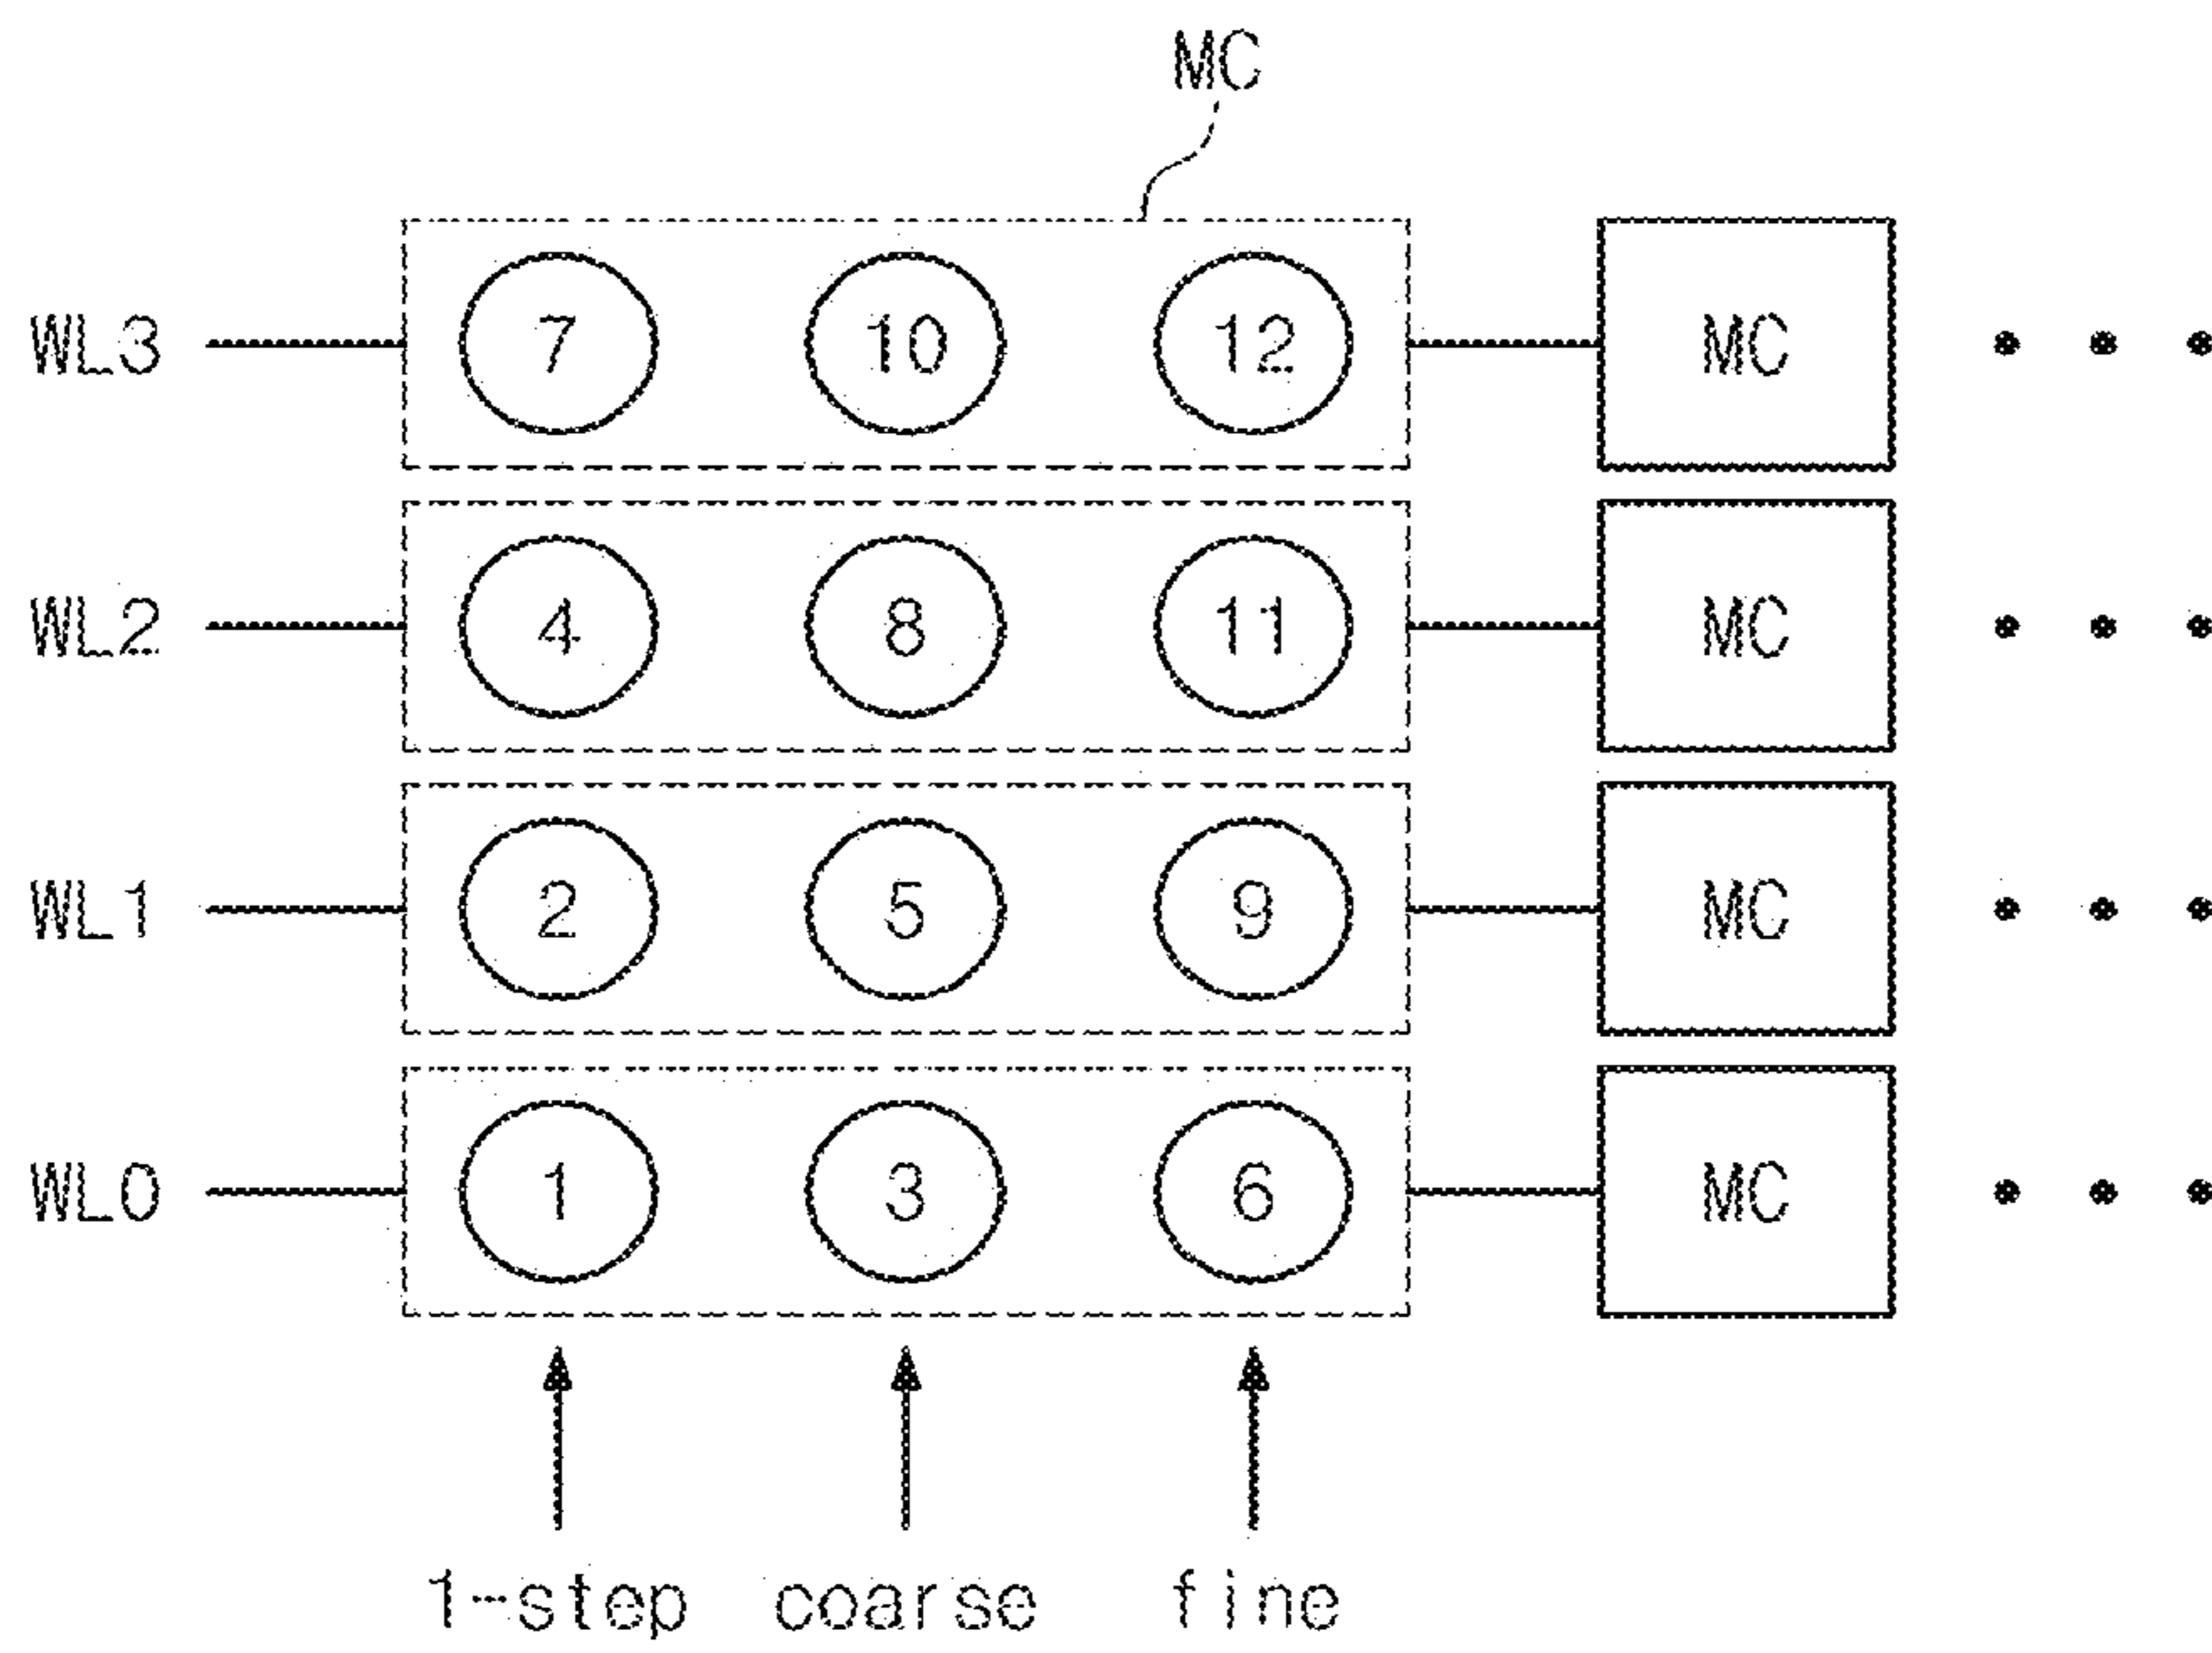 MC
WL3 7 10 12 MC
WL2 4 8 11 MC
WL1 2 5 9 MC
WL0 1 3 6 MC
1-step coarse fine